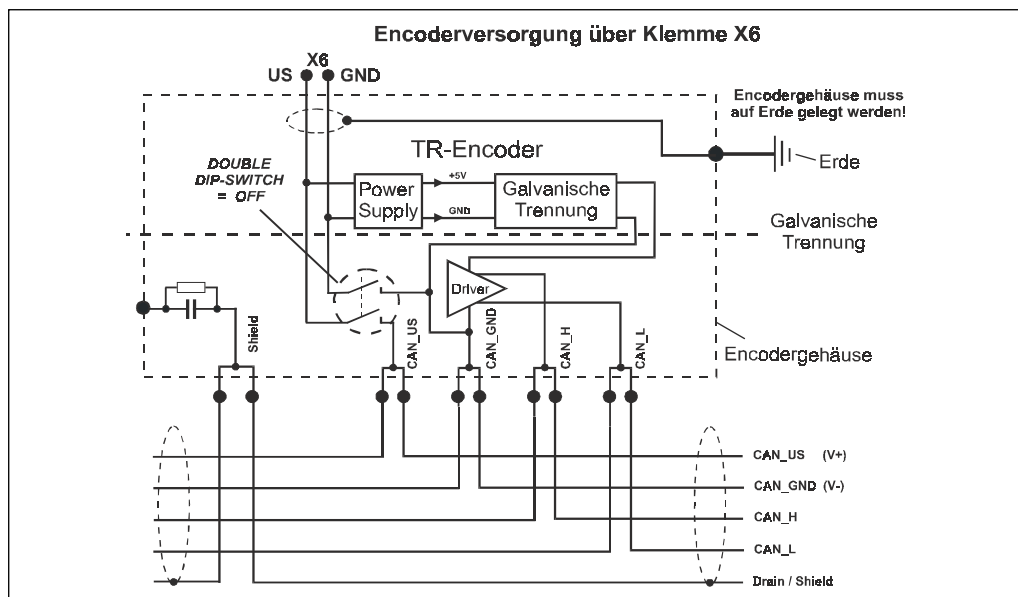 Encoderversorgung über Klemme X6
X6
US
GND
Encodergehäuse muss
auf Erde gelegt werden!
TR-Encoder
Erde
DOUBLE
DIP-SWITCH
= OFF
Power
Supply
+5V
GND
Galvanische
Trennung
Galvanische
Trennung
Driver
Shield
CAN_US
CAN_GND
CAN_H
CAN_L
Encodergehäuse
CAN_US (V+)
CAN_GND (V-)
CAN_H
CAN_L
Drain / Shield